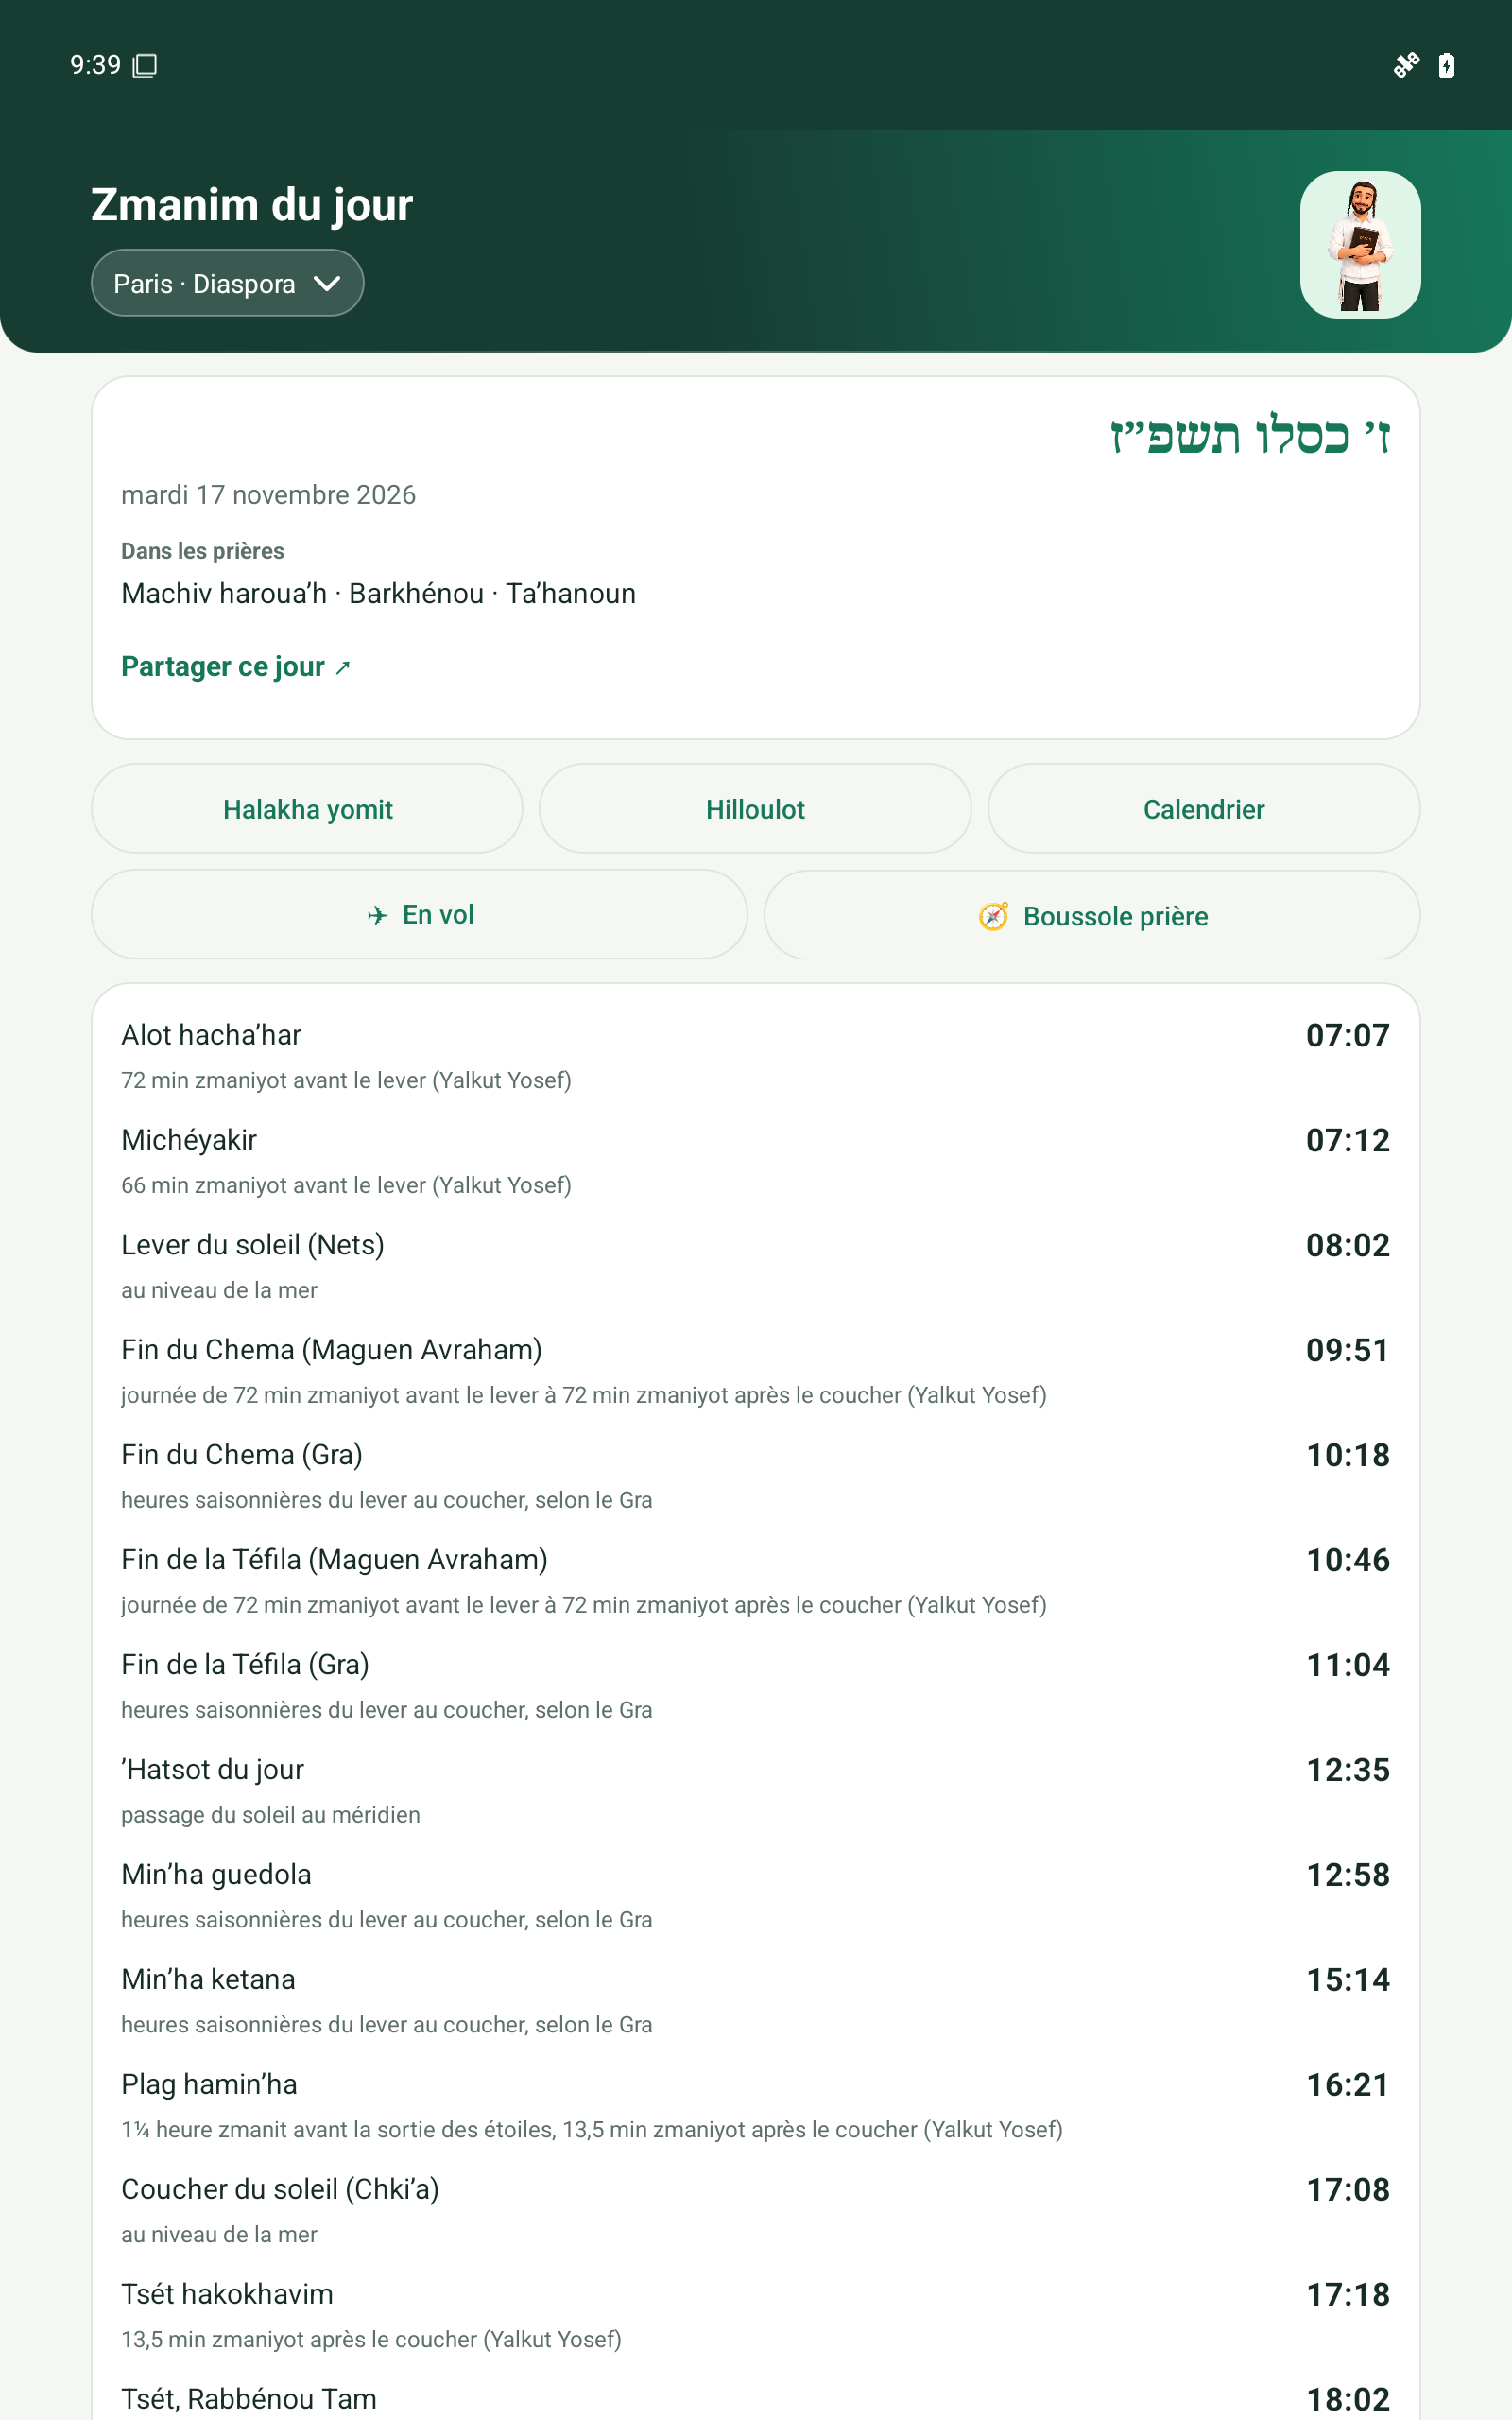 9:39
Zmanim du jour
Paris · Diaspora
ז׳ כסלו תשפ״ז
mardi 17 novembre 2026
Dans les prières
Machiv haroua’h · Barkhénou · Ta’hanoun
Partager ce jour ↗
Halakha yomit
Hilloulot
Calendrier
✈ En vol
🧭 Boussole prière
Alot hacha’har 07:07
72 min zmaniyot avant le lever (Yalkut Yosef)
Michéyakir 07:12
66 min zmaniyot avant le lever (Yalkut Yosef)
Lever du soleil (Nets) 08:02
au niveau de la mer
Fin du Chema (Maguen Avraham) 09:51
journée de 72 min zmaniyot avant le lever à 72 min zmaniyot après le coucher (Yalkut Yosef)
Fin du Chema (Gra) 10:18
heures saisonnières du lever au coucher, selon le Gra
Fin de la Téfila (Maguen Avraham) 10:46
journée de 72 min zmaniyot avant le lever à 72 min zmaniyot après le coucher (Yalkut Yosef)
Fin de la Téfila (Gra) 11:04
heures saisonnières du lever au coucher, selon le Gra
’Hatsot du jour 12:35
passage du soleil au méridien
Min’ha guedola 12:58
heures saisonnières du lever au coucher, selon le Gra
Min’ha ketana 15:14
heures saisonnières du lever au coucher, selon le Gra
Plag hamin’ha 16:21
1¼ heure zmanit avant la sortie des étoiles, 13,5 min zmaniyot après le coucher (Yalkut Yosef)
Coucher du soleil (Chki’a) 17:08
au niveau de la mer
Tsét hakokhavim 17:18
13,5 min zmaniyot après le coucher (Yalkut Yosef)
Tsét, Rabbénou Tam 18:02